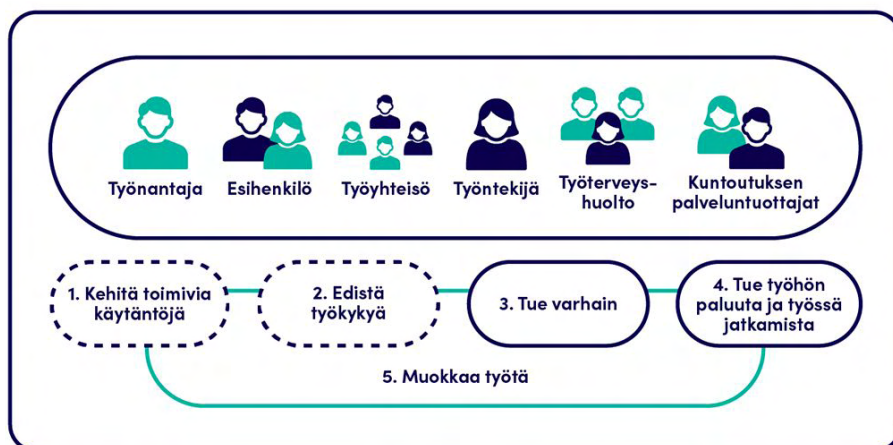 Työnantaja
Esihenkilö
Työyhteisö
Työntekijä
Työterveys-
huolto
Kuntoutuksen
palveluntuottajat
1. Kehitä toimivia
käytäntöjä
2. Edistä
työkykyä
3. Tue varhain
4. Tue työhön
paluuta ja työssä
jatkamista
5. Muokkaa työtä